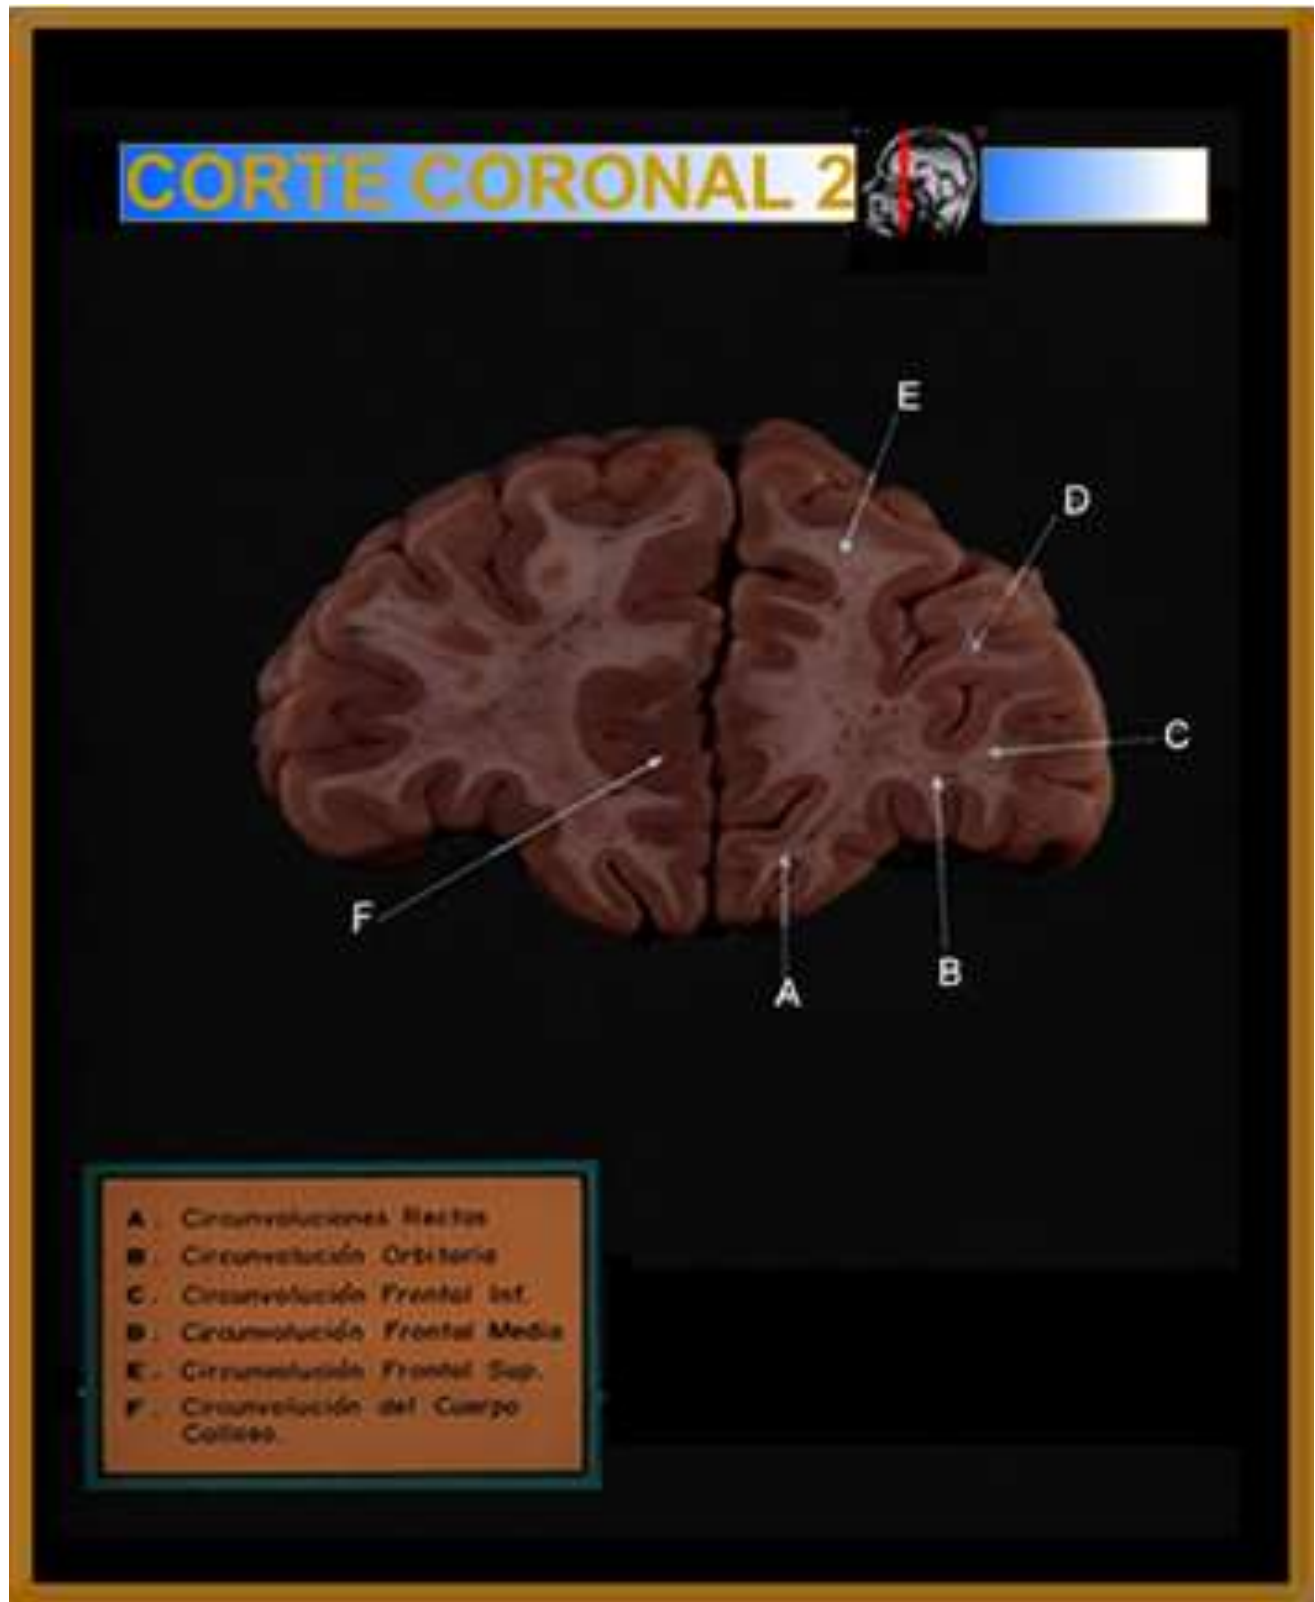 CORTE CORONAL 2
E
D
C
F
B
A
A. Circunvoluciones Rectas
B. Circunvolución Orbitaria
C. Circunvolución Frontal Inf.
D. Circunvolución Frontal Media
E. Circunvolución Frontal Sup.
F. Circunvolución del Cuerpo
Calloso.